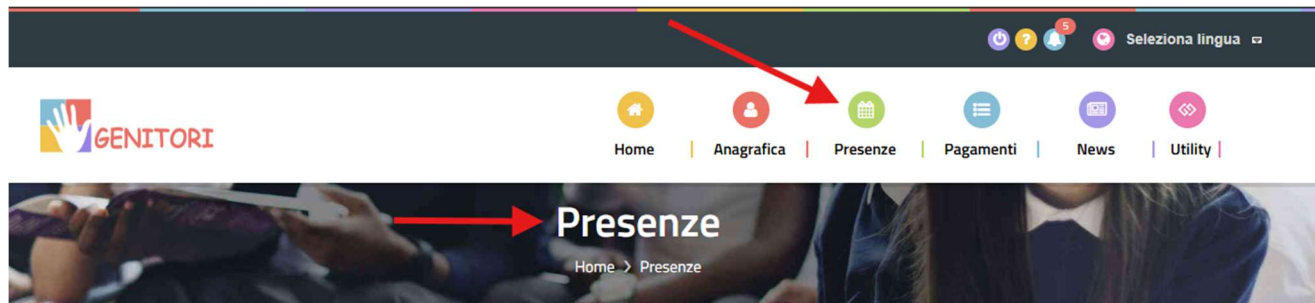 5
Seleziona lingua
GENITORI
Home
Anagrafica
Presenze
Pagamenti
News
Utility
Presenze
Home > Presenze